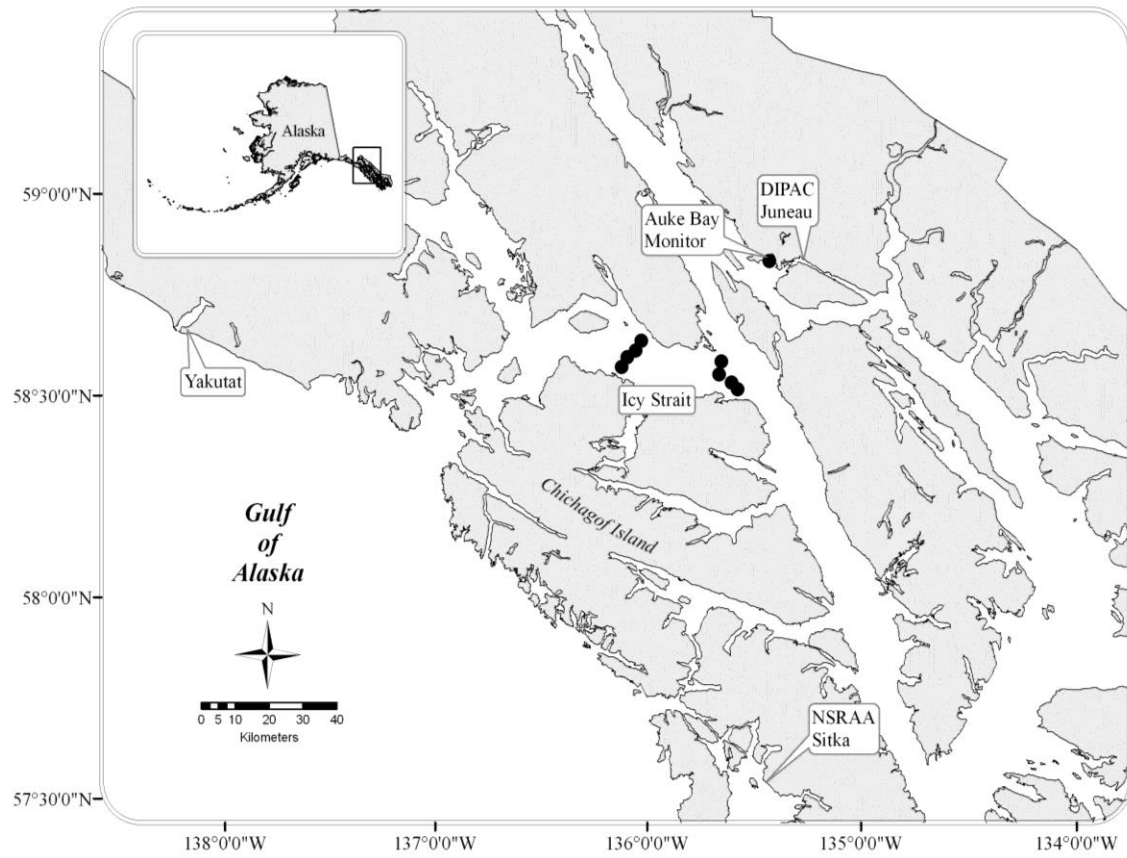 Alaska
59°0'0"N
58°30'0"N
58°0'0"N
57°30'0"N
DIPAC
Juneau
Auke Bay
Monitor
Yakutat
Icy Strait
Chichagof Island
Gulf
of
Alaska
N
0 5 10 20 30 40
Kilometers
NSRAA
Sitka
138°0'0"W
137°0'0"W
136°0'0"W
135°0'0"W
134°0'0"W